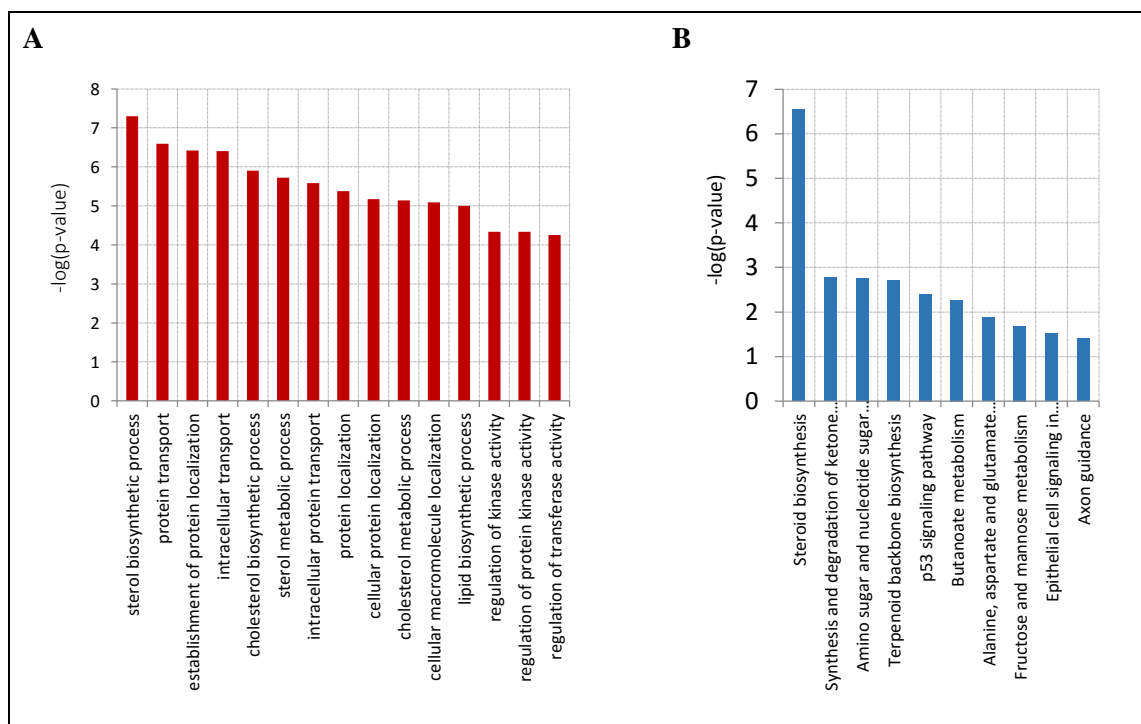 A
8
7
6
5
4
3
2
1
0
-log(p-value)
sterol biosynthetic process
protein transport
establishment of protein localization
intracellular transport
cholesterol biosynthetic process
sterol metabolic process
intracellular protein transport
protein localization
cellular protein localization
cholesterol metabolic process
cellular macromolecule localization
lipid biosynthetic process
regulation of kinase activity
regulation of protein kinase activity
regulation of transferase activity
B
7
6
5
4
3
2
1
0
-log(p-value)
Steroid biosynthesis
Synthesis and degradation of ketone...
Amino sugar and nucleotide sugar...
Terpenoid backbone biosynthesis
p53 signaling pathway
Butanoate metabolism
Alanine, aspartate and glutamate...
Fructose and mannose metabolism
Epithelial cell signaling in...
Axon guidance